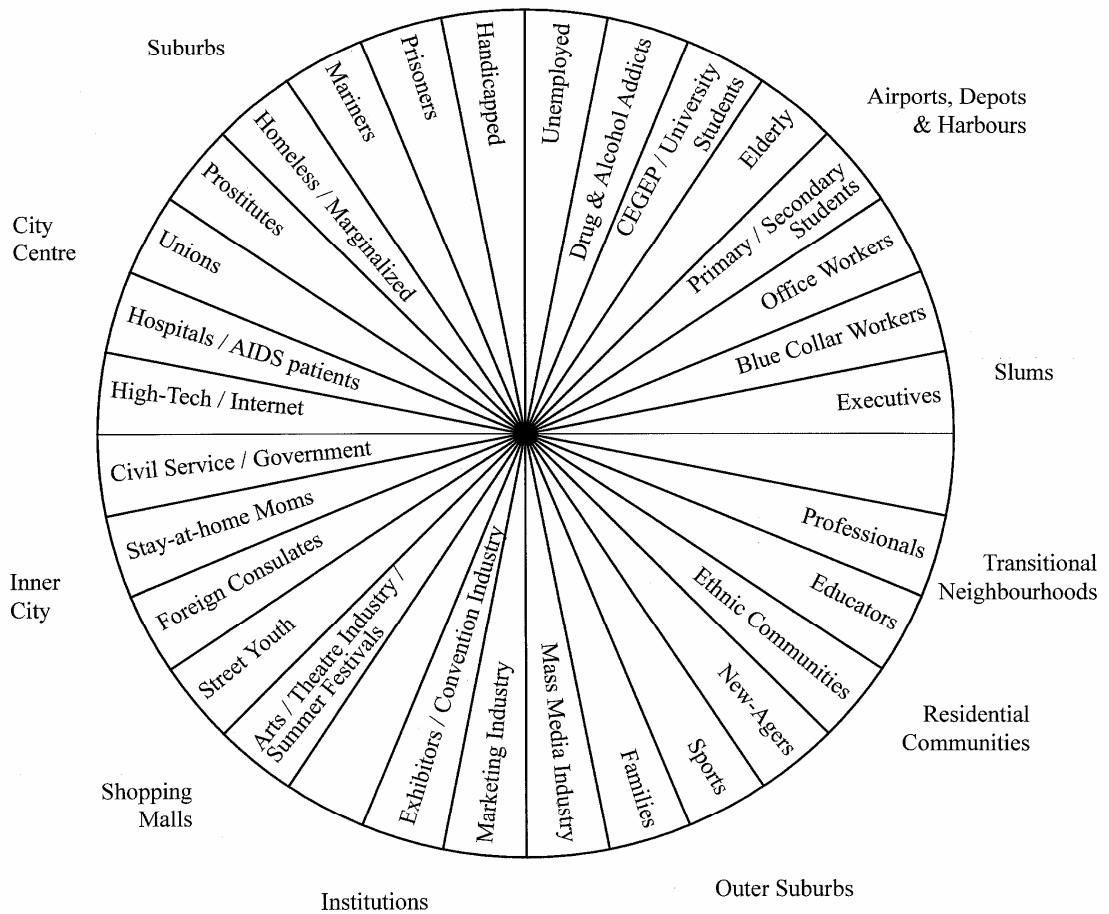 Suburbs
Airports, Depots
& Harbours
Slums
Transitional
Neighbourhoods
Residential
Communities
Outer Suburbs
Institutions
Shopping
Malls
Inner
City
City
Centre
Unemployed
Drug & Alcohol Addicts
CEGEP / University
Students
Elderly
Primary / Secondary
Students
Office Workers
Blue Collar Workers
Executives
Professionals
Educators
Ethnic Communities
New-Agers
Sports
Families
Mass Media Industry
Marketing Industry
Exhibitors / Convention Industry
Arts / Theatre Industry /
Summer Festivals
Street Youth
Foreign Consulates
Stay-at-home Moms
Civil Service / Government
High-Tech / Internet
Hospitals / AIDS patients
Unions
Prostitutes
Homeless / Marginalized
Mariners
Prisoners
Handicapped